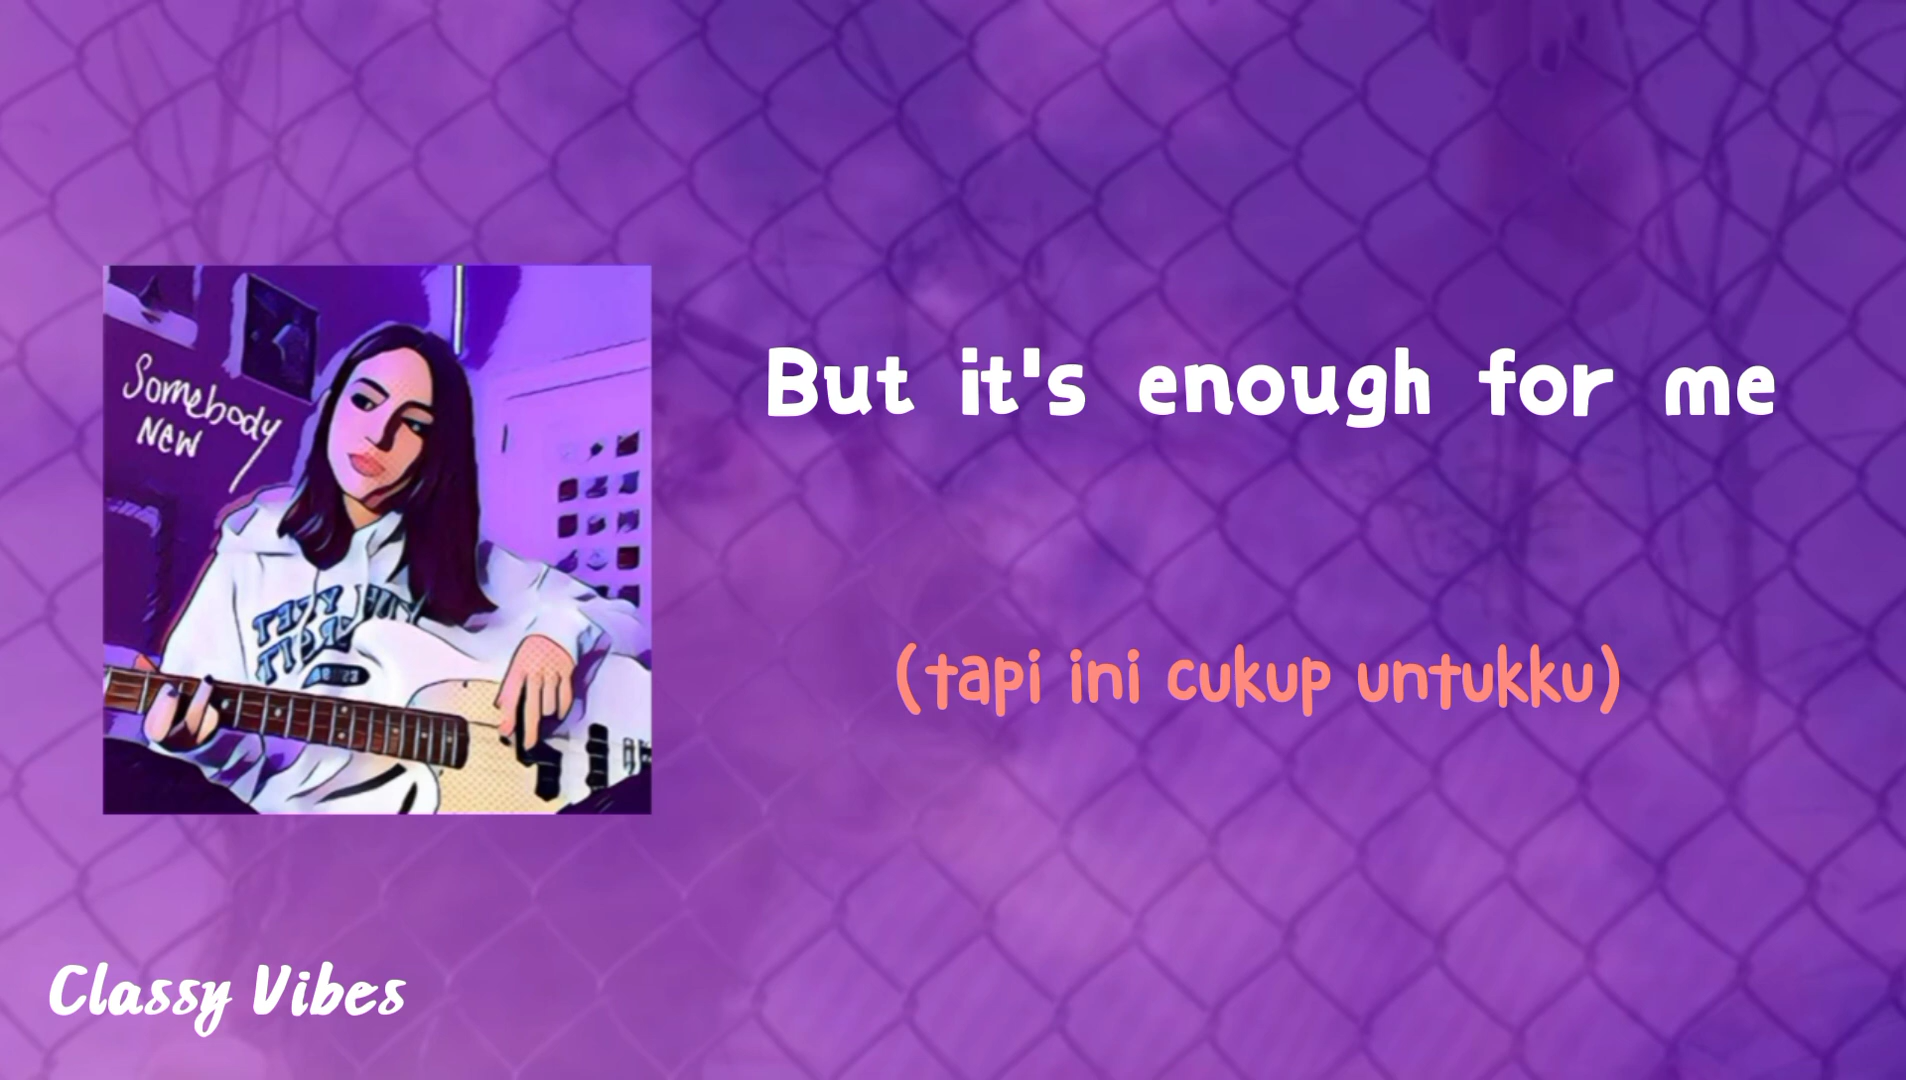 Somebody
New
But it's enough for me
(tapi ini cukup untukku)
Classy Vibes